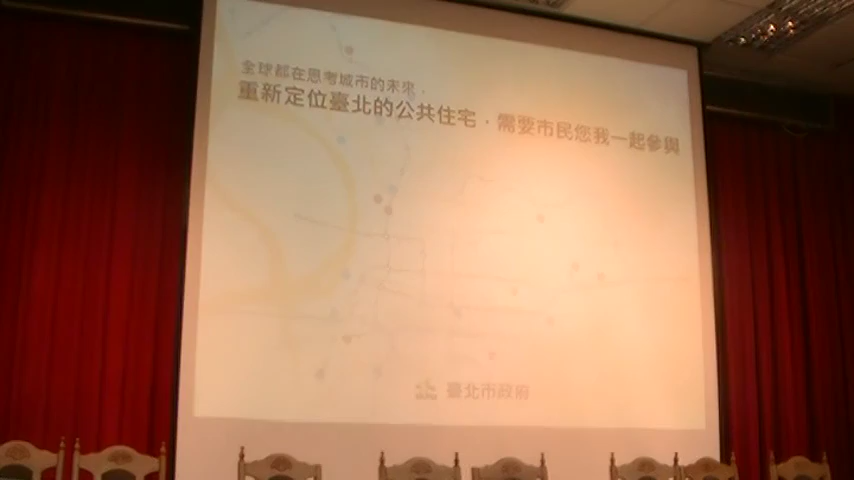 全球都在思考城市的未來，
重新定位臺北的公共住宅，需要市民您我一起參與
臺北市政府